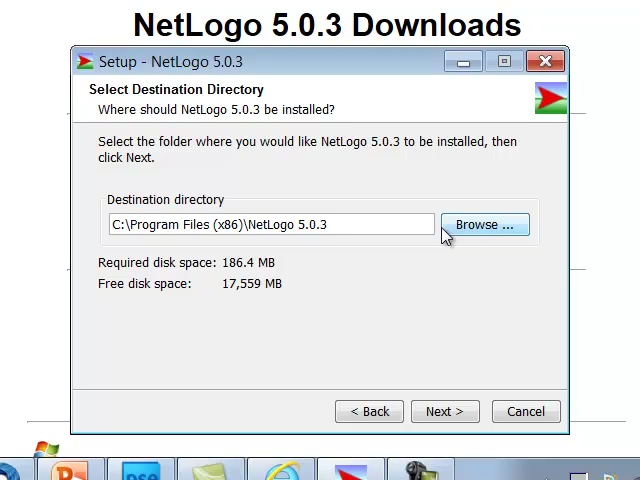 NetLogo 5.0.3 Downloads
Setup - NetLogo 5.0.3
Select Destination Directory
Where should NetLogo 5.0.3 be installed?
Select the folder where you would like NetLogo 5.0.3 to be installed, then
click Next.
Destination directory
C:\Program Files (x86)\NetLogo 5.0.3
Browse ...
Required disk space: 186.4 MB
Free disk space: 17,559 MB
< Back
Next >
Cancel